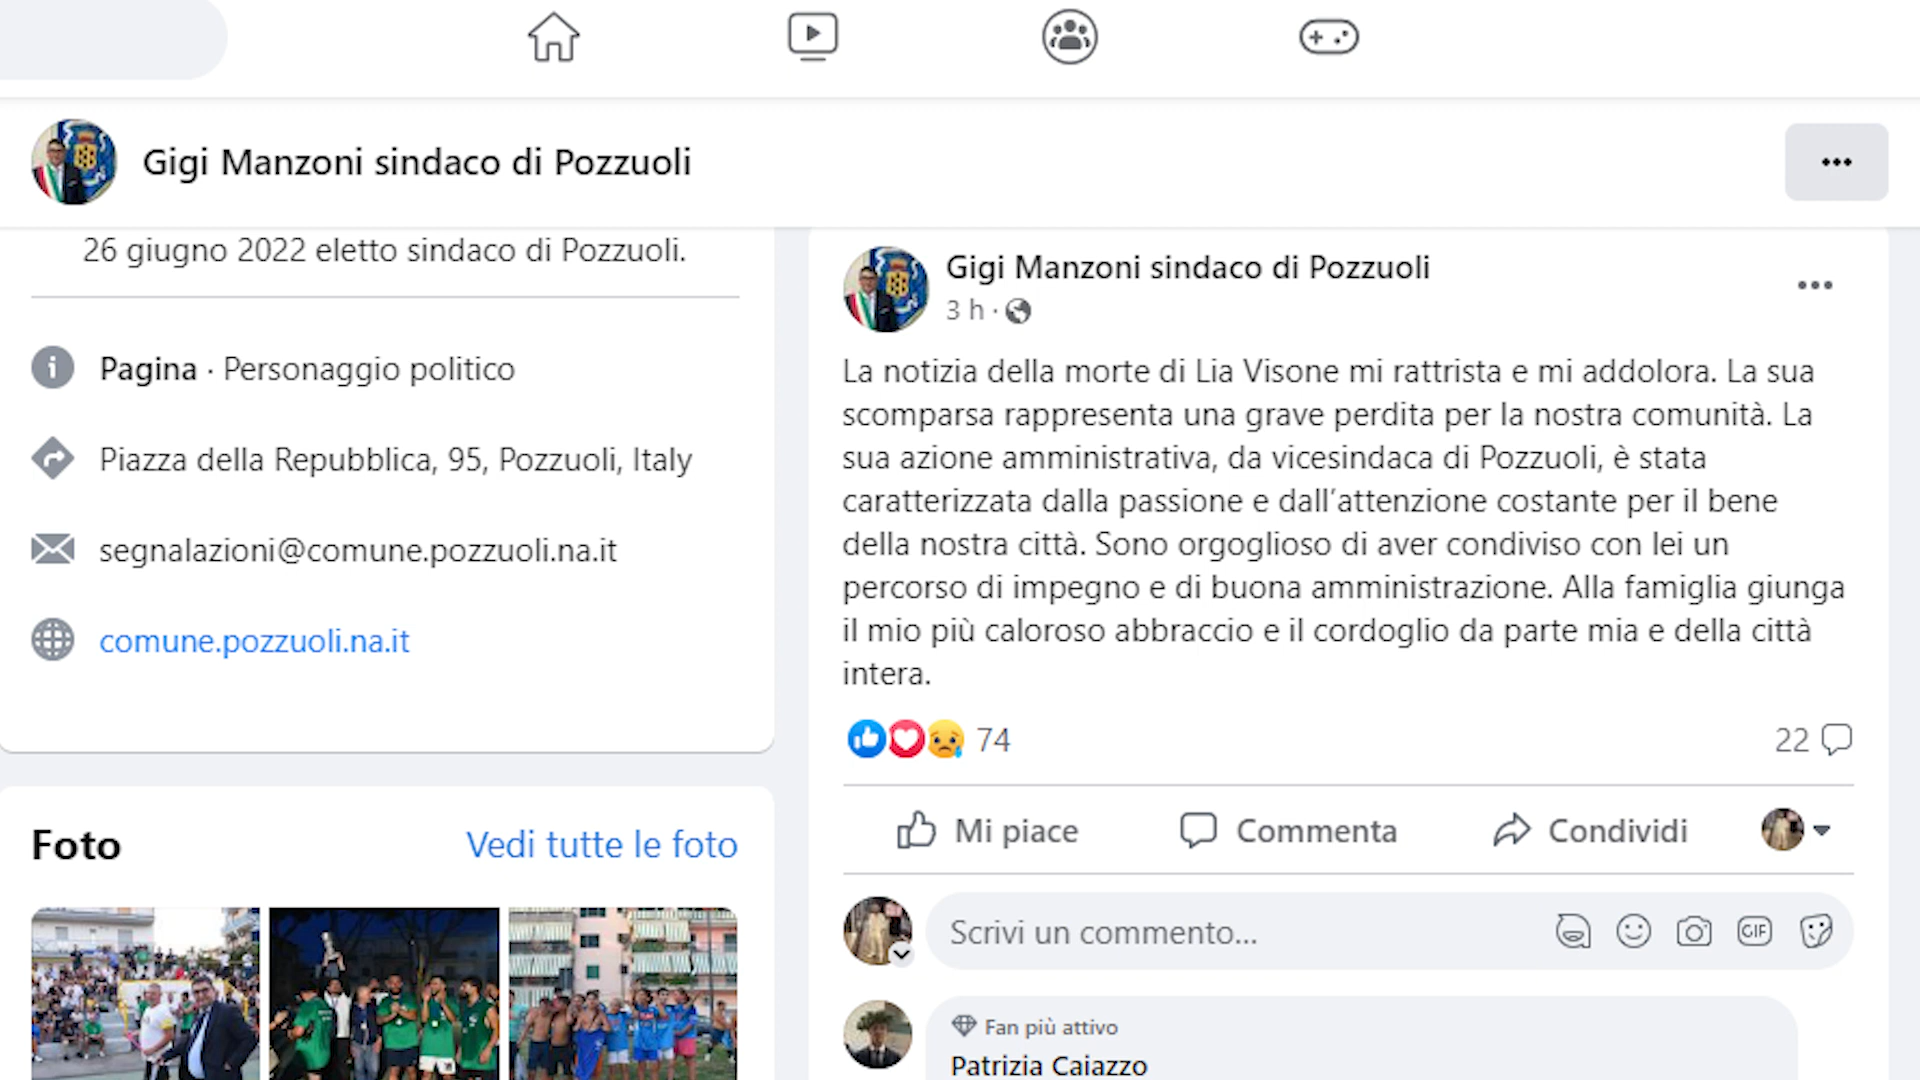 Gigi Manzoni sindaco di Pozzuoli
26 giugno 2022 eletto sindaco di Pozzuoli.
Pagina · Personaggio politico
Piazza della Repubblica, 95, Pozzuoli, Italy
segnalazioni@comune.pozzuoli.na.it
comune.pozzuoli.na.it
Foto
Vedi tutte le foto
Gigi Manzoni sindaco di Pozzuoli
3 h ·
La notizia della morte di Lia Visone mi rattrista e mi addolora. La sua
scomparsa rappresenta una grave perdita per la nostra comunità. La
sua azione amministrativa, da vicesindaca di Pozzuoli, è stata
caratterizzata dalla passione e dall'attenzione costante per il bene
della nostra città. Sono orgoglioso di aver condiviso con lei un
percorso di impegno e di buona amministrazione. Alla famiglia giunga
il mio più caloroso abbraccio e il cordoglio da parte mia e della città
intera.
74
22
Mi piace
Commenta
Condividi
Scrivi un commento...
GIF
Fan più attivo
Patrizia Caiazzo